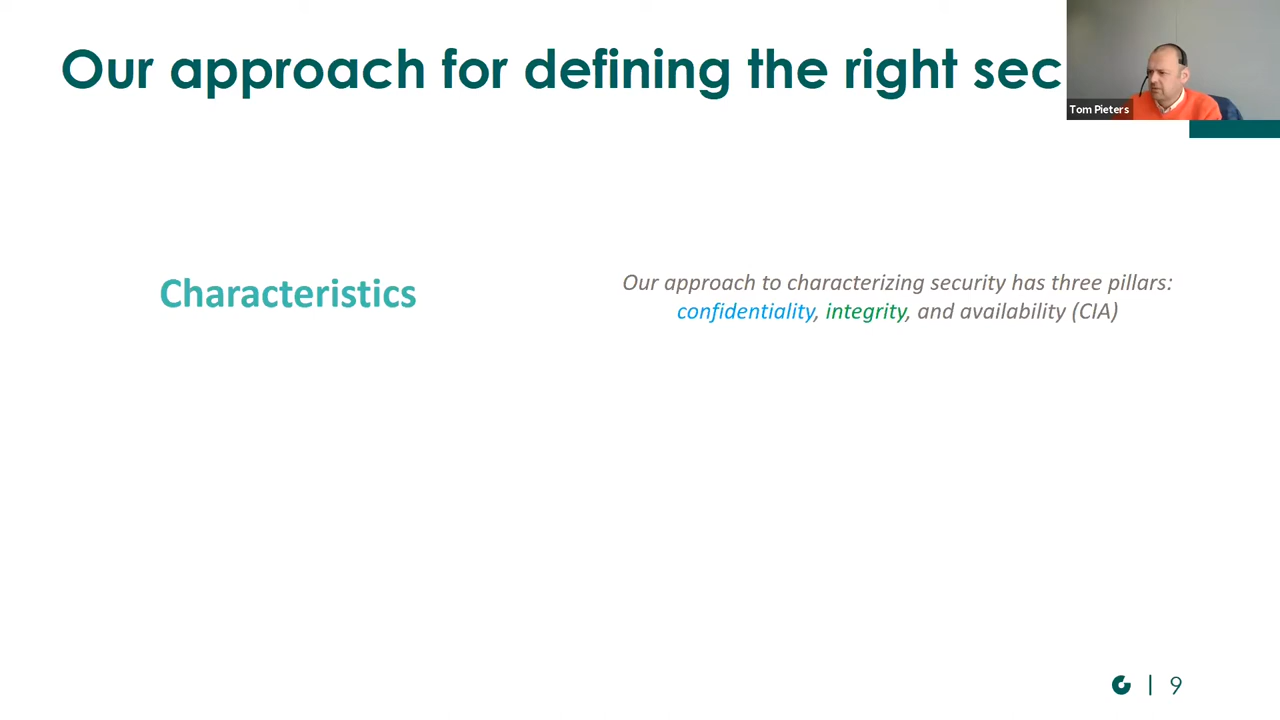 Our approach for defining the right sec
Tom Pieters
Characteristics
Our approach to characterizing security has three pillars:
confidentiality, integrity, and availability (CIA)
| 9